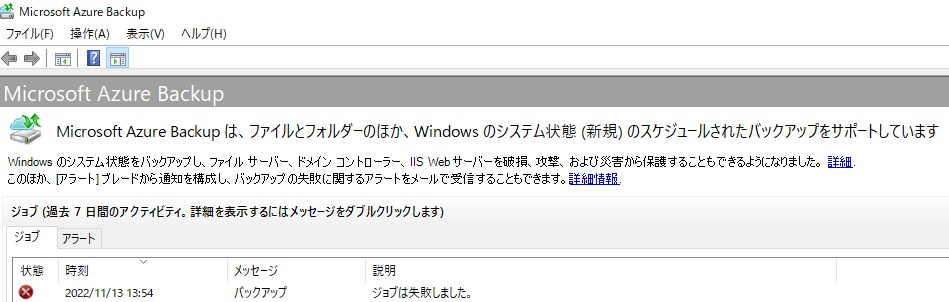 Microsoft Azure Backup
ファイル(F) 操作(A) 表示(V) ヘルプ(H)
Microsoft Azure Backup
Microsoft Azure Backup は、ファイルとフォルダーのほか、Windows のシステム状態 (新規) のスケジュールされたバックアップをサポートしています
Windows のシステム状態をバックアップし、ファイル サーバー、ドメイン コントローラー、IIS Web サーバーを破損、攻撃、および災害から保護することもできるようになりました。 詳細.
このほか、[アラート] ブレードから通知を構成し、バックアップの失敗に関するアラートをメールで受信することもできます。詳細情報.
ジョブ (過去 7 日間のアクティビティ。詳細を表示するにはメッセージをダブルクリックします)
ジョブ アラート
状態 時刻 メッセージ 説明
2022/11/13 13:54 バックアップ ジョブは失敗しました。